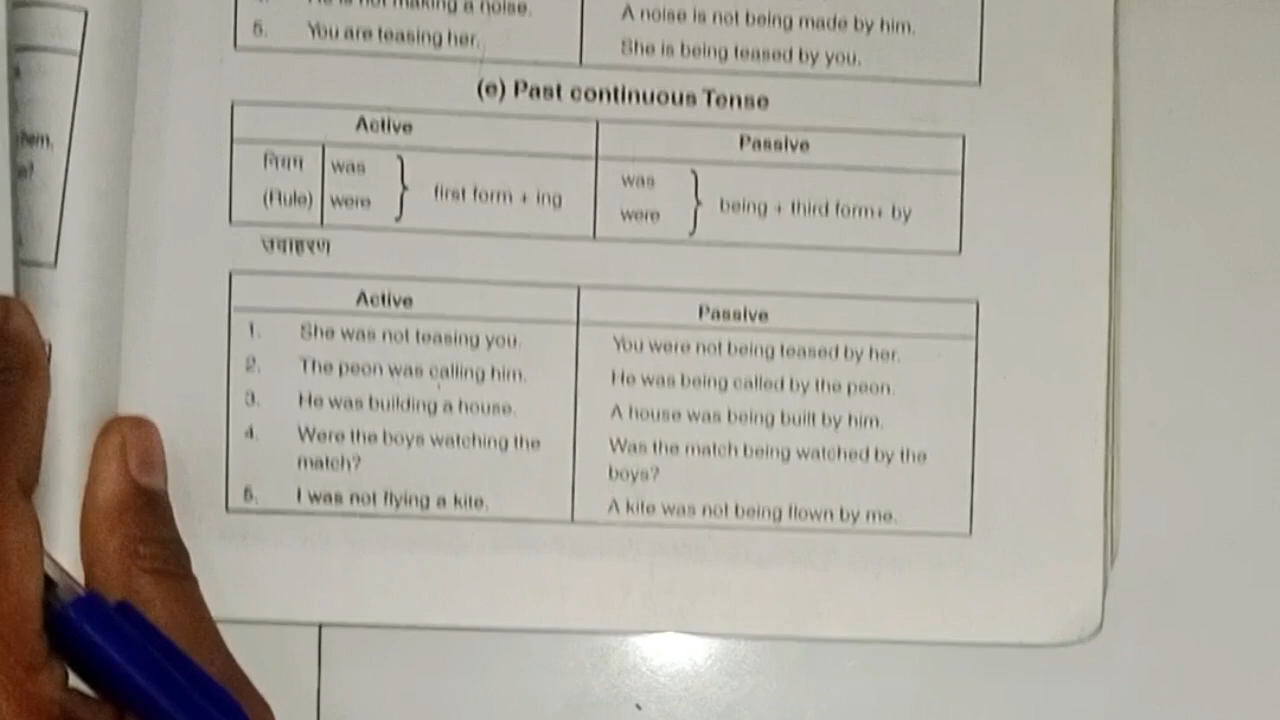 He is not making a noise. A noise is not being made by him.
5. You are teasing her. She is being teased by you.
(e) Past continuous Tense
Active Passive
नियम was first form + ing was being + third form+ by
(Rule) were were
उदाहरण
Active Passive
1. She was not teasing you. You were not being teased by her.
2. The peon was calling him. He was being called by the peon.
3. He was building a house. A house was being built by him.
4. Were the boys watching the Was the match being watched by the
match? boys?
5. I was not flying a kite. A kite was not being flown by me.